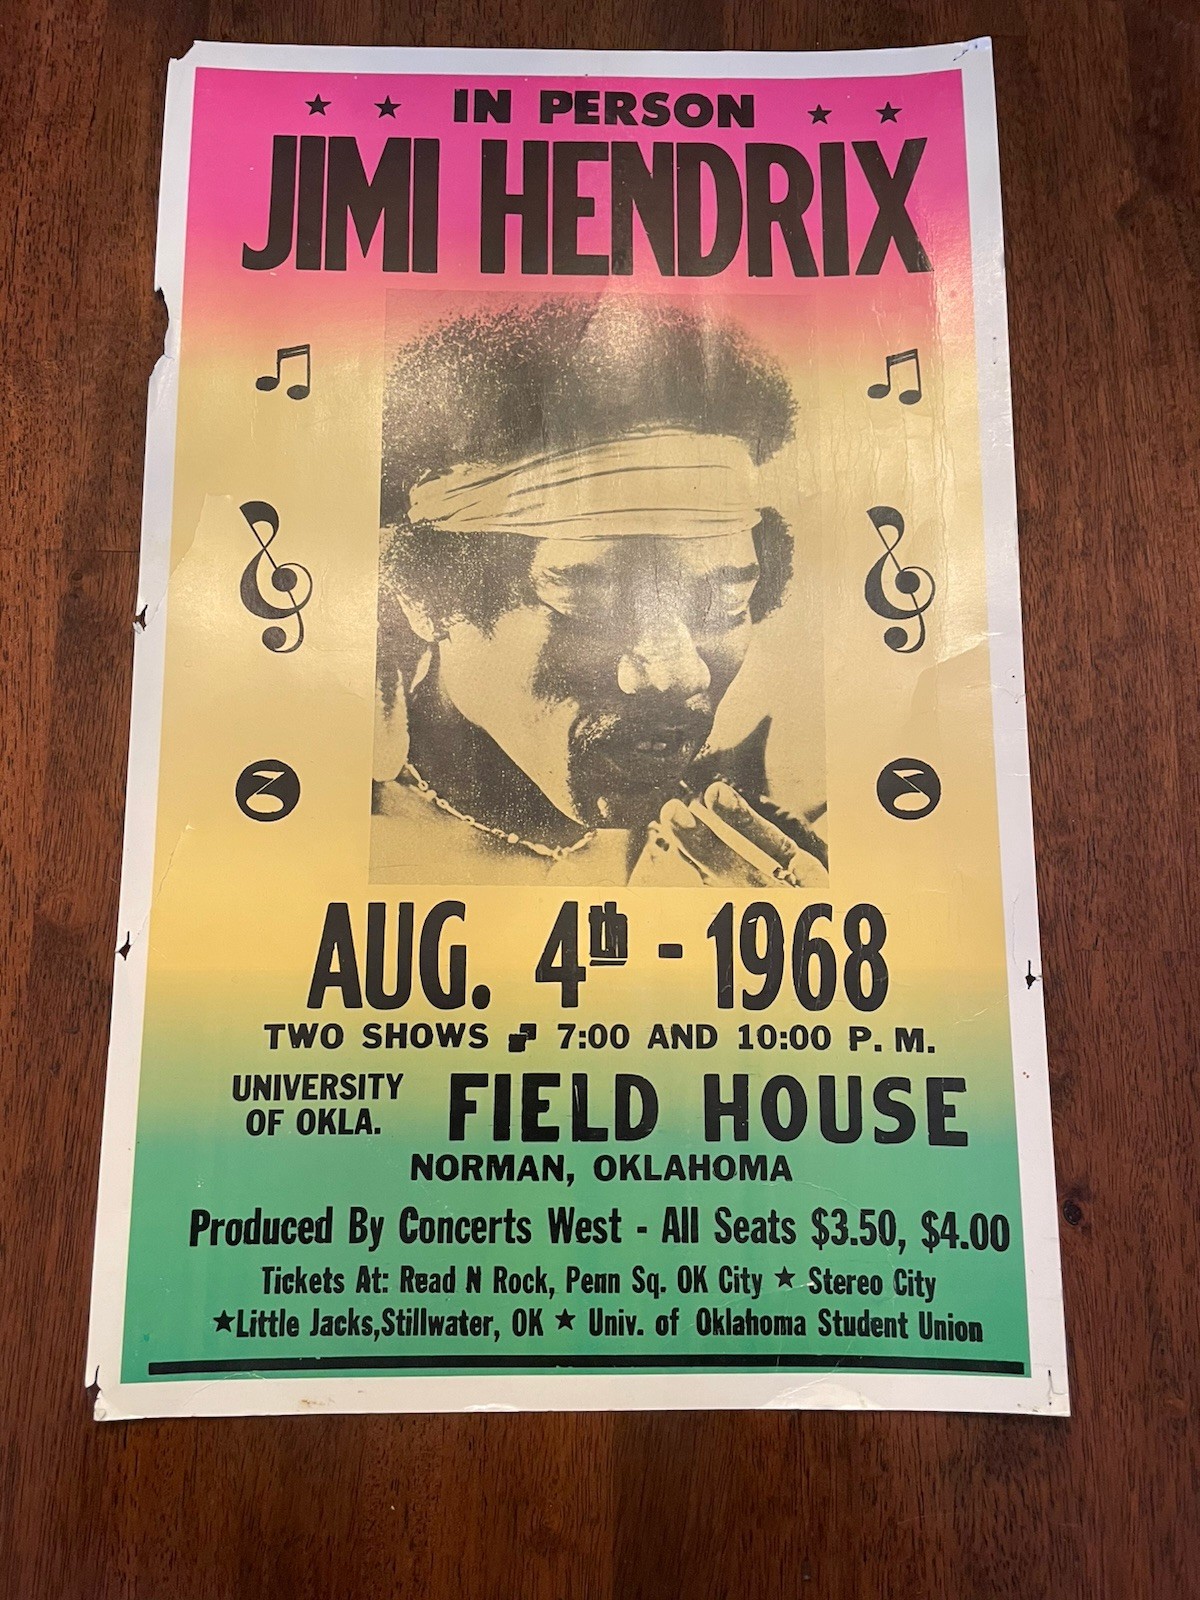 ★ ★ IN PERSON ★ ★
JIMI HENDRIX
AUG. 4th - 1968
TWO SHOWS 7:00 AND 10:00 P. M.
UNIVERSITY
OF OKLA.
FIELD HOUSE
NORMAN, OKLAHOMA
Produced By Concerts West - All Seats $3.50, $4.00
Tickets At: Read N Rock, Penn Sq. OK City ★ Stereo City
★Little Jacks,Stillwater, OK ★ Univ. of Oklahoma Student Union